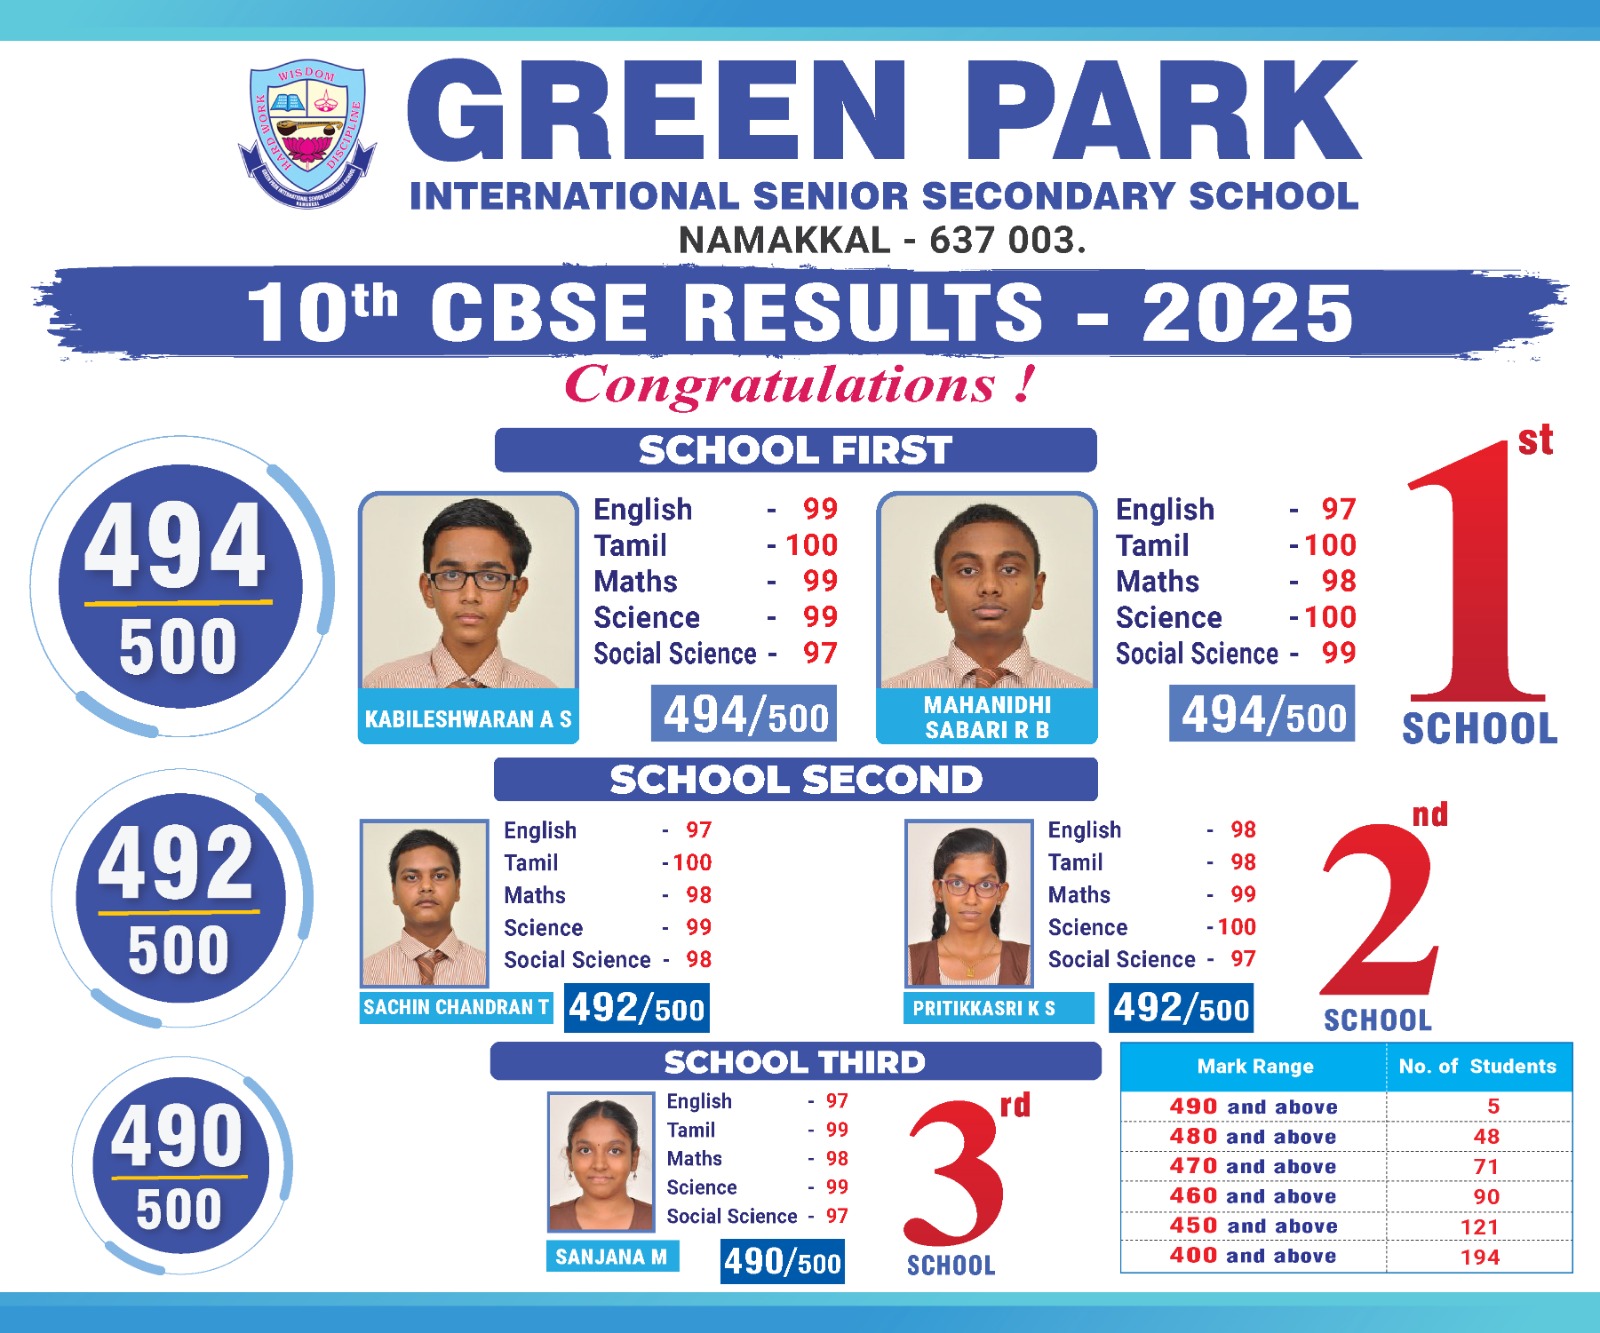 WISDOM
HARD WORK
DISCIPLINE
GREEN PARK INTERNATIONAL SENIOR SECONDARY SCHOOL
NAMAKKAL
GREEN PARK
INTERNATIONAL SENIOR SECONDARY SCHOOL
NAMAKKAL - 637 003.
10th CBSE RESULTS - 2025
Congratulations !
SCHOOL FIRST
494
500
English - 99
Tamil - 100
Maths - 99
Science - 99
Social Science - 97
KABILESHWARAN A S
494/500
English - 97
Tamil - 100
Maths - 98
Science - 100
Social Science - 99
MAHANIDHI
SABARI R B
494/500
1st
SCHOOL
SCHOOL SECOND
492
500
English - 97
Tamil - 100
Maths - 98
Science - 99
Social Science - 98
SACHIN CHANDRAN T
492/500
English - 98
Tamil - 98
Maths - 99
Science - 100
Social Science - 97
PRITIKKASRI K S
492/500
2nd
SCHOOL
SCHOOL THIRD
490
500
English - 97
Tamil - 99
Maths - 98
Science - 99
Social Science - 97
SANJANA M
490/500
3rd
SCHOOL
Mark Range No. of Students
490 and above 5
480 and above 48
470 and above 71
460 and above 90
450 and above 121
400 and above 194